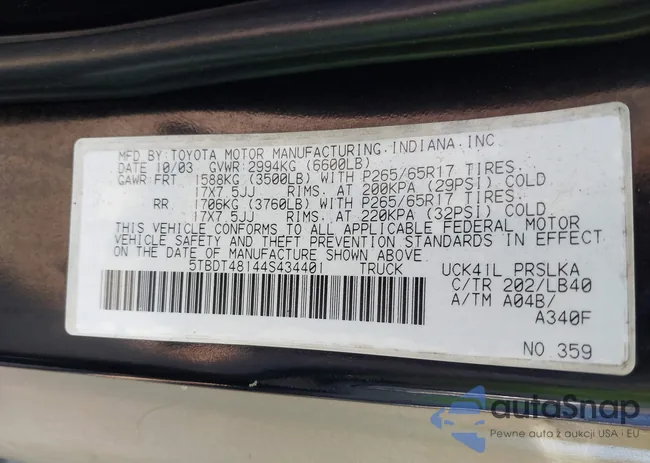 MFD BY:TOYOTA MOTOR MANUFACTURING,INDIANA,INC.
DATE 10/03 GVWR 2994KG (6600LB)
GAWR:FRT 1588KG (3500LB) WITH P265/65R17 TIRES,
17X7.5JJ RIMS, AT 200KPA (29PSI) COLD
RR 1706KG (3760LB) WITH P265/65R17 TIRES,
17X7.5JJ RIMS, AT 220KPA (32PSI) COLD
THIS VEHICLE CONFORMS TO ALL APPLICABLE FEDERAL MOTOR
VEHICLE SAFETY AND THEFT PREVENTION STANDARDS IN EFFECT
ON THE DATE OF MANUFACTURE SHOWN ABOVE.
5TBDT48144S434401 TRUCK UCK41L PRSLKA
C/TR 202/LB40
A/TM A04B/
A340F
NO 359
autoSnap
Pewne auta z aukcji USA i EU